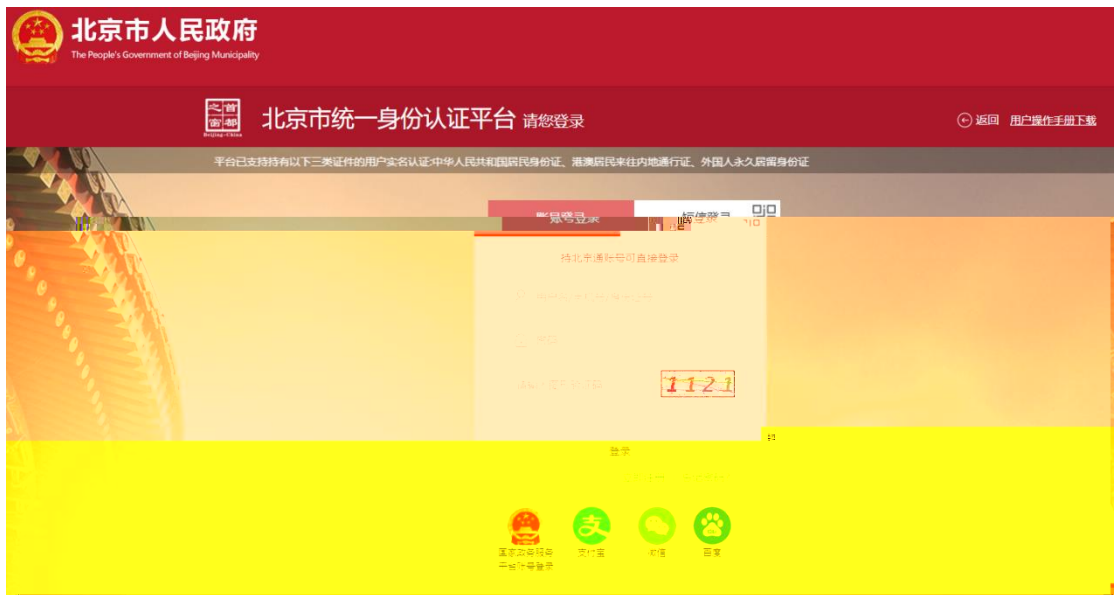 北京市人民政府
The People's Government of Beijing Municipality
首都之窗
Beijing-China
北京市统一身份认证平台 请您登录
返回 用户操作手册下载
平台已支持持有以下三类证件的用户实名认证:中华人民共和国居民身份证、港澳居民来往内地通行证、外国人永久居留身份证
账号登录 短信登录
持北京通账号可直接登录
1121
登录
国家政务服务 支付宝 微信 百度
平台账号登录